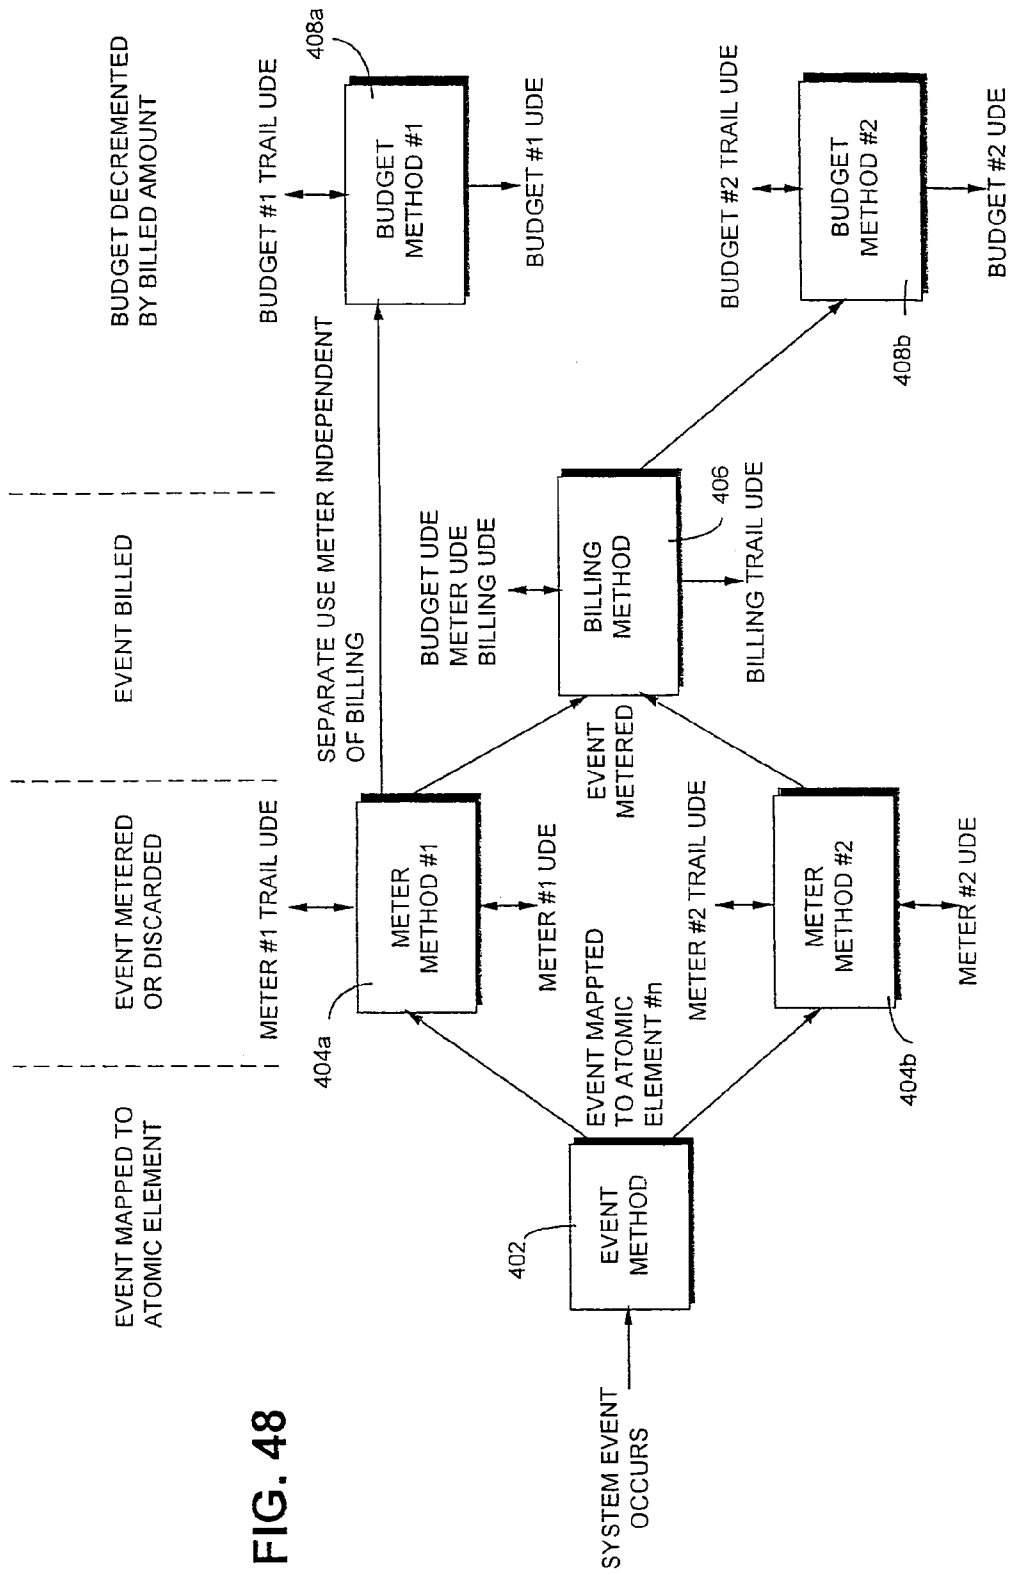 FIG. 48
EVENT MAPPED TO
ATOMIC ELEMENT
EVENT METERED
OR DISCARDED
EVENT BILLED
BUDGET DECREMENTED
BY BILLED AMOUNT
SYSTEM EVENT
OCCURS
402
EVENT
METHOD
EVENT MAPPTED
TO ATOMIC
ELEMENT #n
METER #1 TRAIL UDE
404a
METER
METHOD #1
METER #1 UDE
METER #2 TRAIL UDE
METER
METHOD #2
404b
METER #2 UDE
SEPARATE USE METER INDEPENDENT
OF BILLING
EVENT
METERED
BUDGET UDE
METER UDE
BILLING UDE
BILLING
METHOD
406
BILLING TRAIL UDE
BUDGET #1 TRAIL UDE
408a
BUDGET
METHOD #1
BUDGET #1 UDE
BUDGET #2 TRAIL UDE
BUDGET
METHOD #2
408b
BUDGET #2 UDE